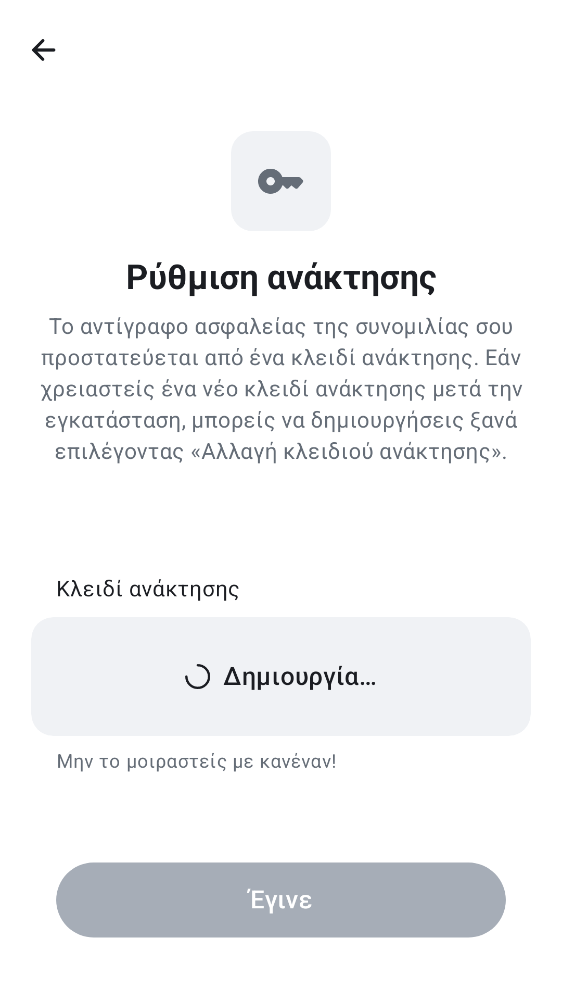 Ρύθμιση ανάκτησης
Το αντίγραφο ασφαλείας της συνομιλίας σου
προστατεύεται από ένα κλειδί ανάκτησης. Εάν
χρειαστείς ένα νέο κλειδί ανάκτησης μετά την
εγκατάσταση, μπορείς να δημιουργήσεις ξανά
επιλέγοντας «Αλλαγή κλειδιού ανάκτησης».
Κλειδί ανάκτησης
Δημιουργία…
Μην το μοιραστείς με κανέναν!
Έγινε